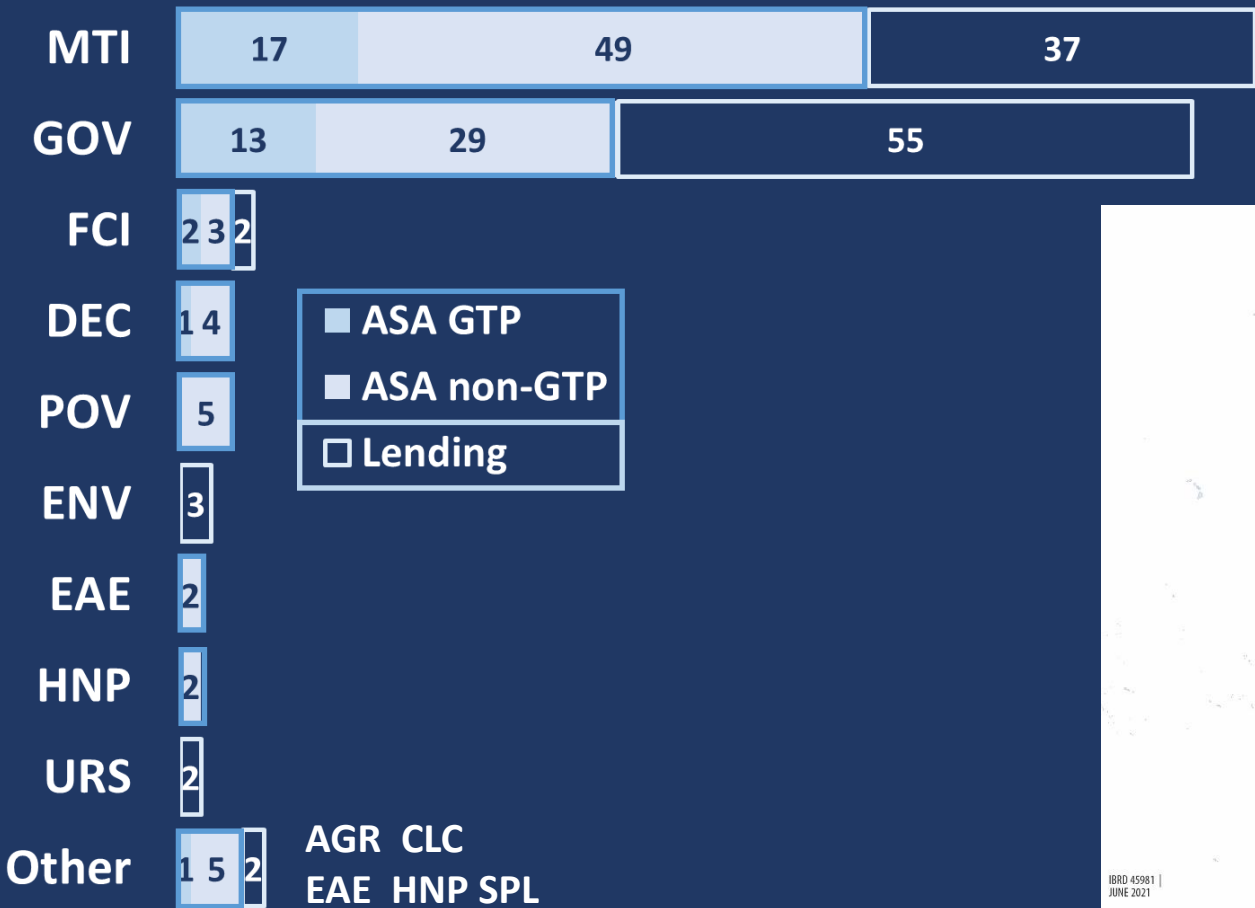 MTI 17 49 37
GOV 13 29 55
FCI 2 3 2
DEC 1 4
ASA GTP
ASA non-GTP
Lending
POV 5
ENV 3
EAE 2
HNP 2
URS 2
Other 1 5 2
AGR CLC
EAE HNP SPL
IBRD 45981 |
JUNE 2021